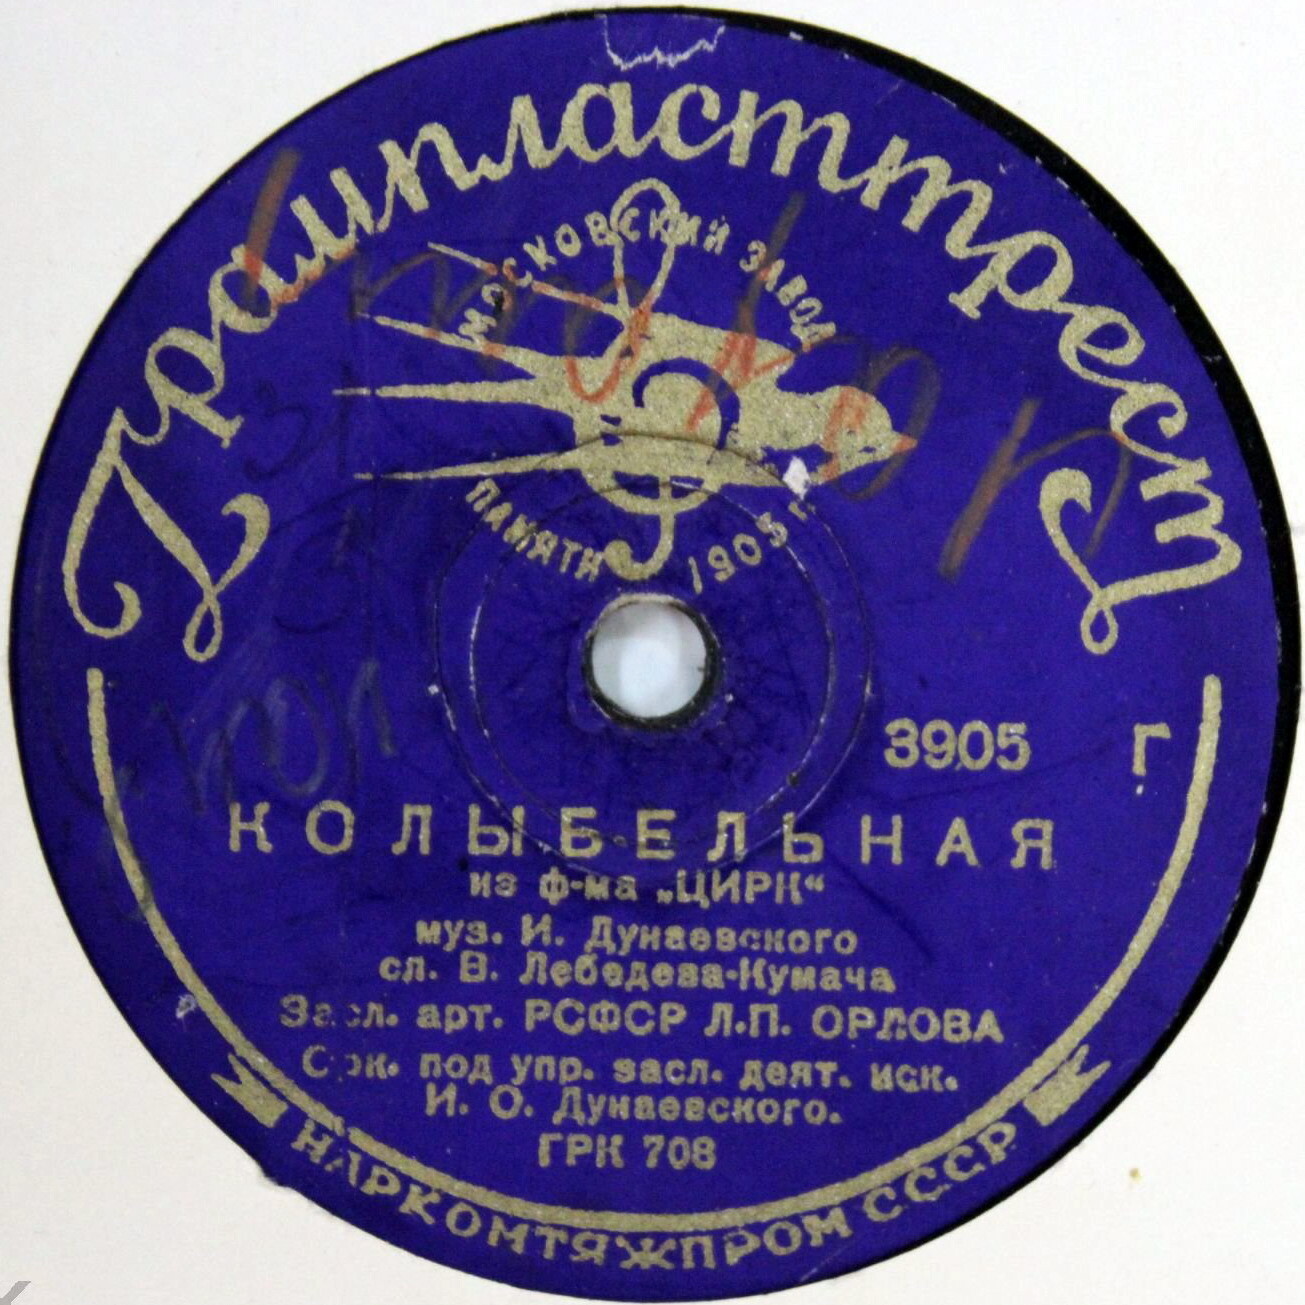 Грампласттрест
МОСКОВСКИЙ ЗАВОД
ПАМЯТИ 1905 г.
3905 Г
КОЛЫБЕЛЬНАЯ
из ф-ма „ЦИРК“
муз. И. Дунаевского
сл. В. Лебедева-Кумача
Засл. арт. РСФСР Л.П. ОРЛОВА
Орк. под упр. засл. деят. иск.
И. О. Дунаевского.
ГРК 708
НАРКОМТЯЖПРОМ СССР